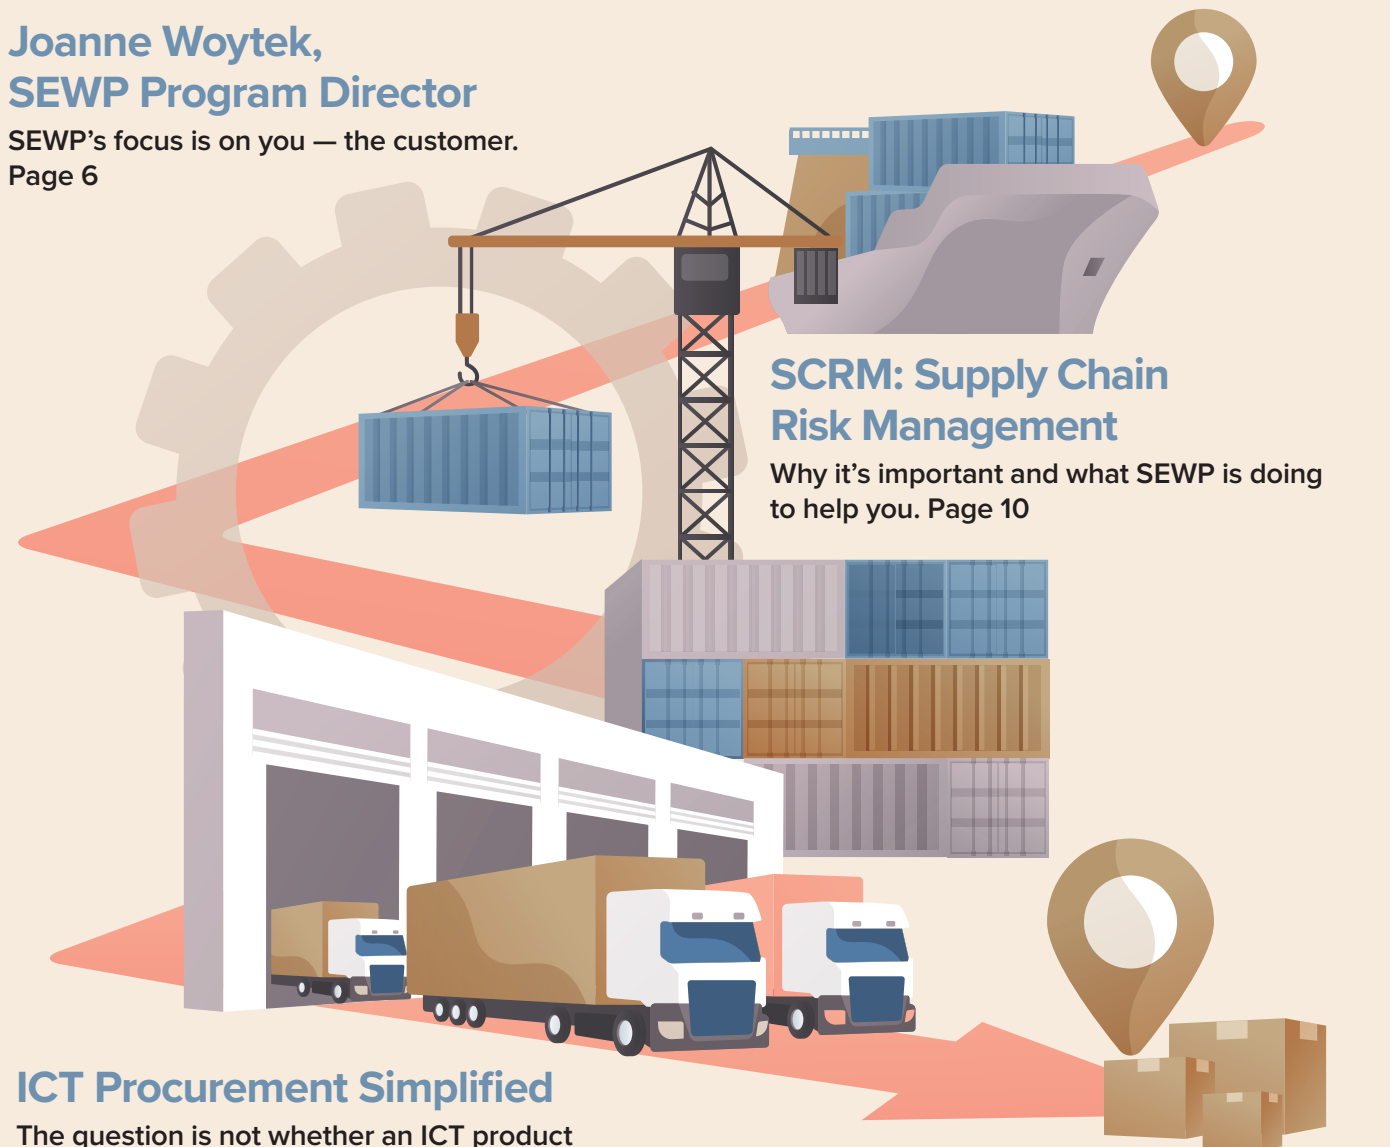 Joanne Woytek,
SEWP Program Director
SEWP’s focus is on you — the customer.
Page 6
SCRM: Supply Chain
Risk Management
Why it’s important and what SEWP is doing
to help you. Page 10
ICT Procurement Simplified
The question is not whether an ICT product